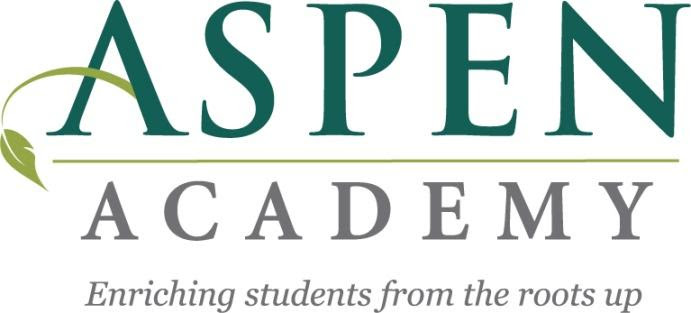 ASPEN
ACADEMY
Enriching students from the roots up